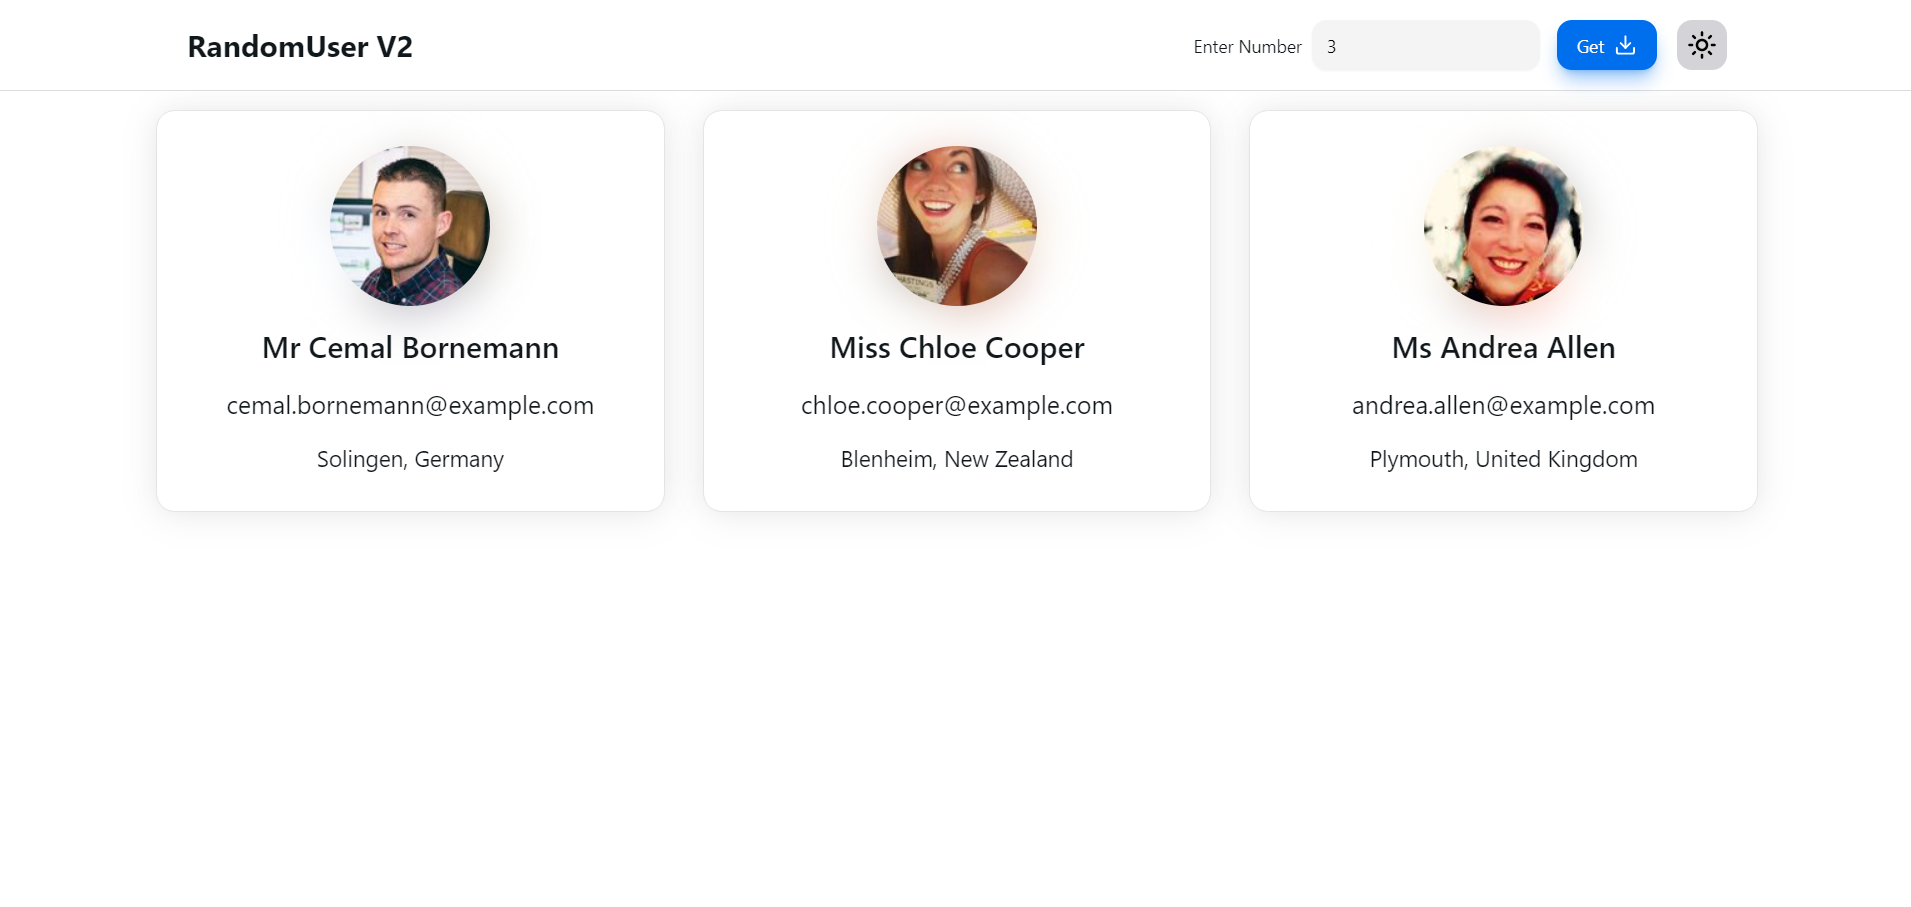 RandomUser V2
Enter Number 3 Get
HASTINGS
Mr Cemal Bornemann
cemal.bornemann@example.com
Solingen, Germany
Miss Chloe Cooper
chloe.cooper@example.com
Blenheim, New Zealand
Ms Andrea Allen
andrea.allen@example.com
Plymouth, United Kingdom